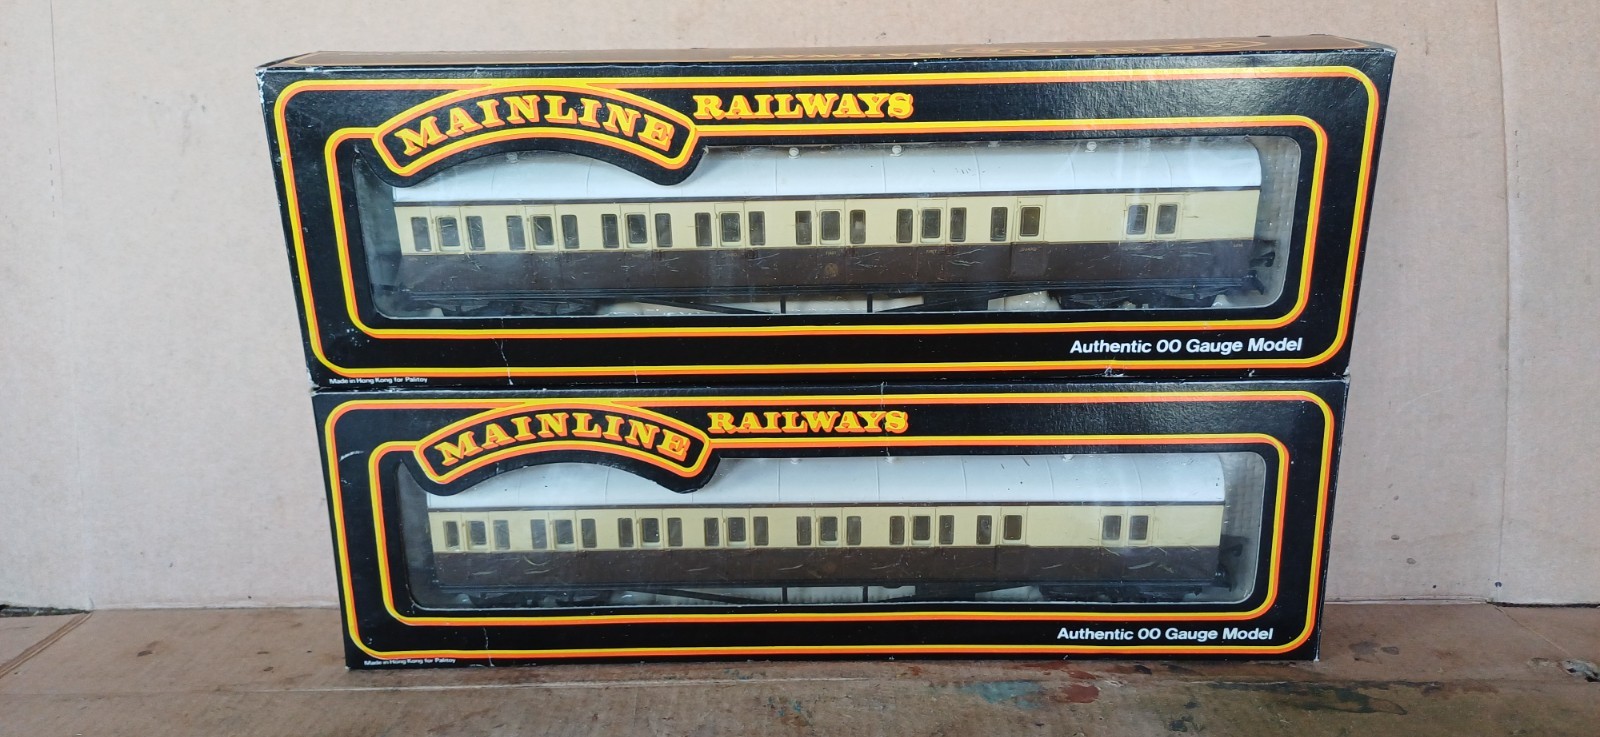 MAINLINE RAILWAYS
Authentic 00 Gauge Model
Made in Hong Kong for Palitoy
MAINLINE RAILWAYS
Authentic 00 Gauge Model
Made in Hong Kong for Palitoy